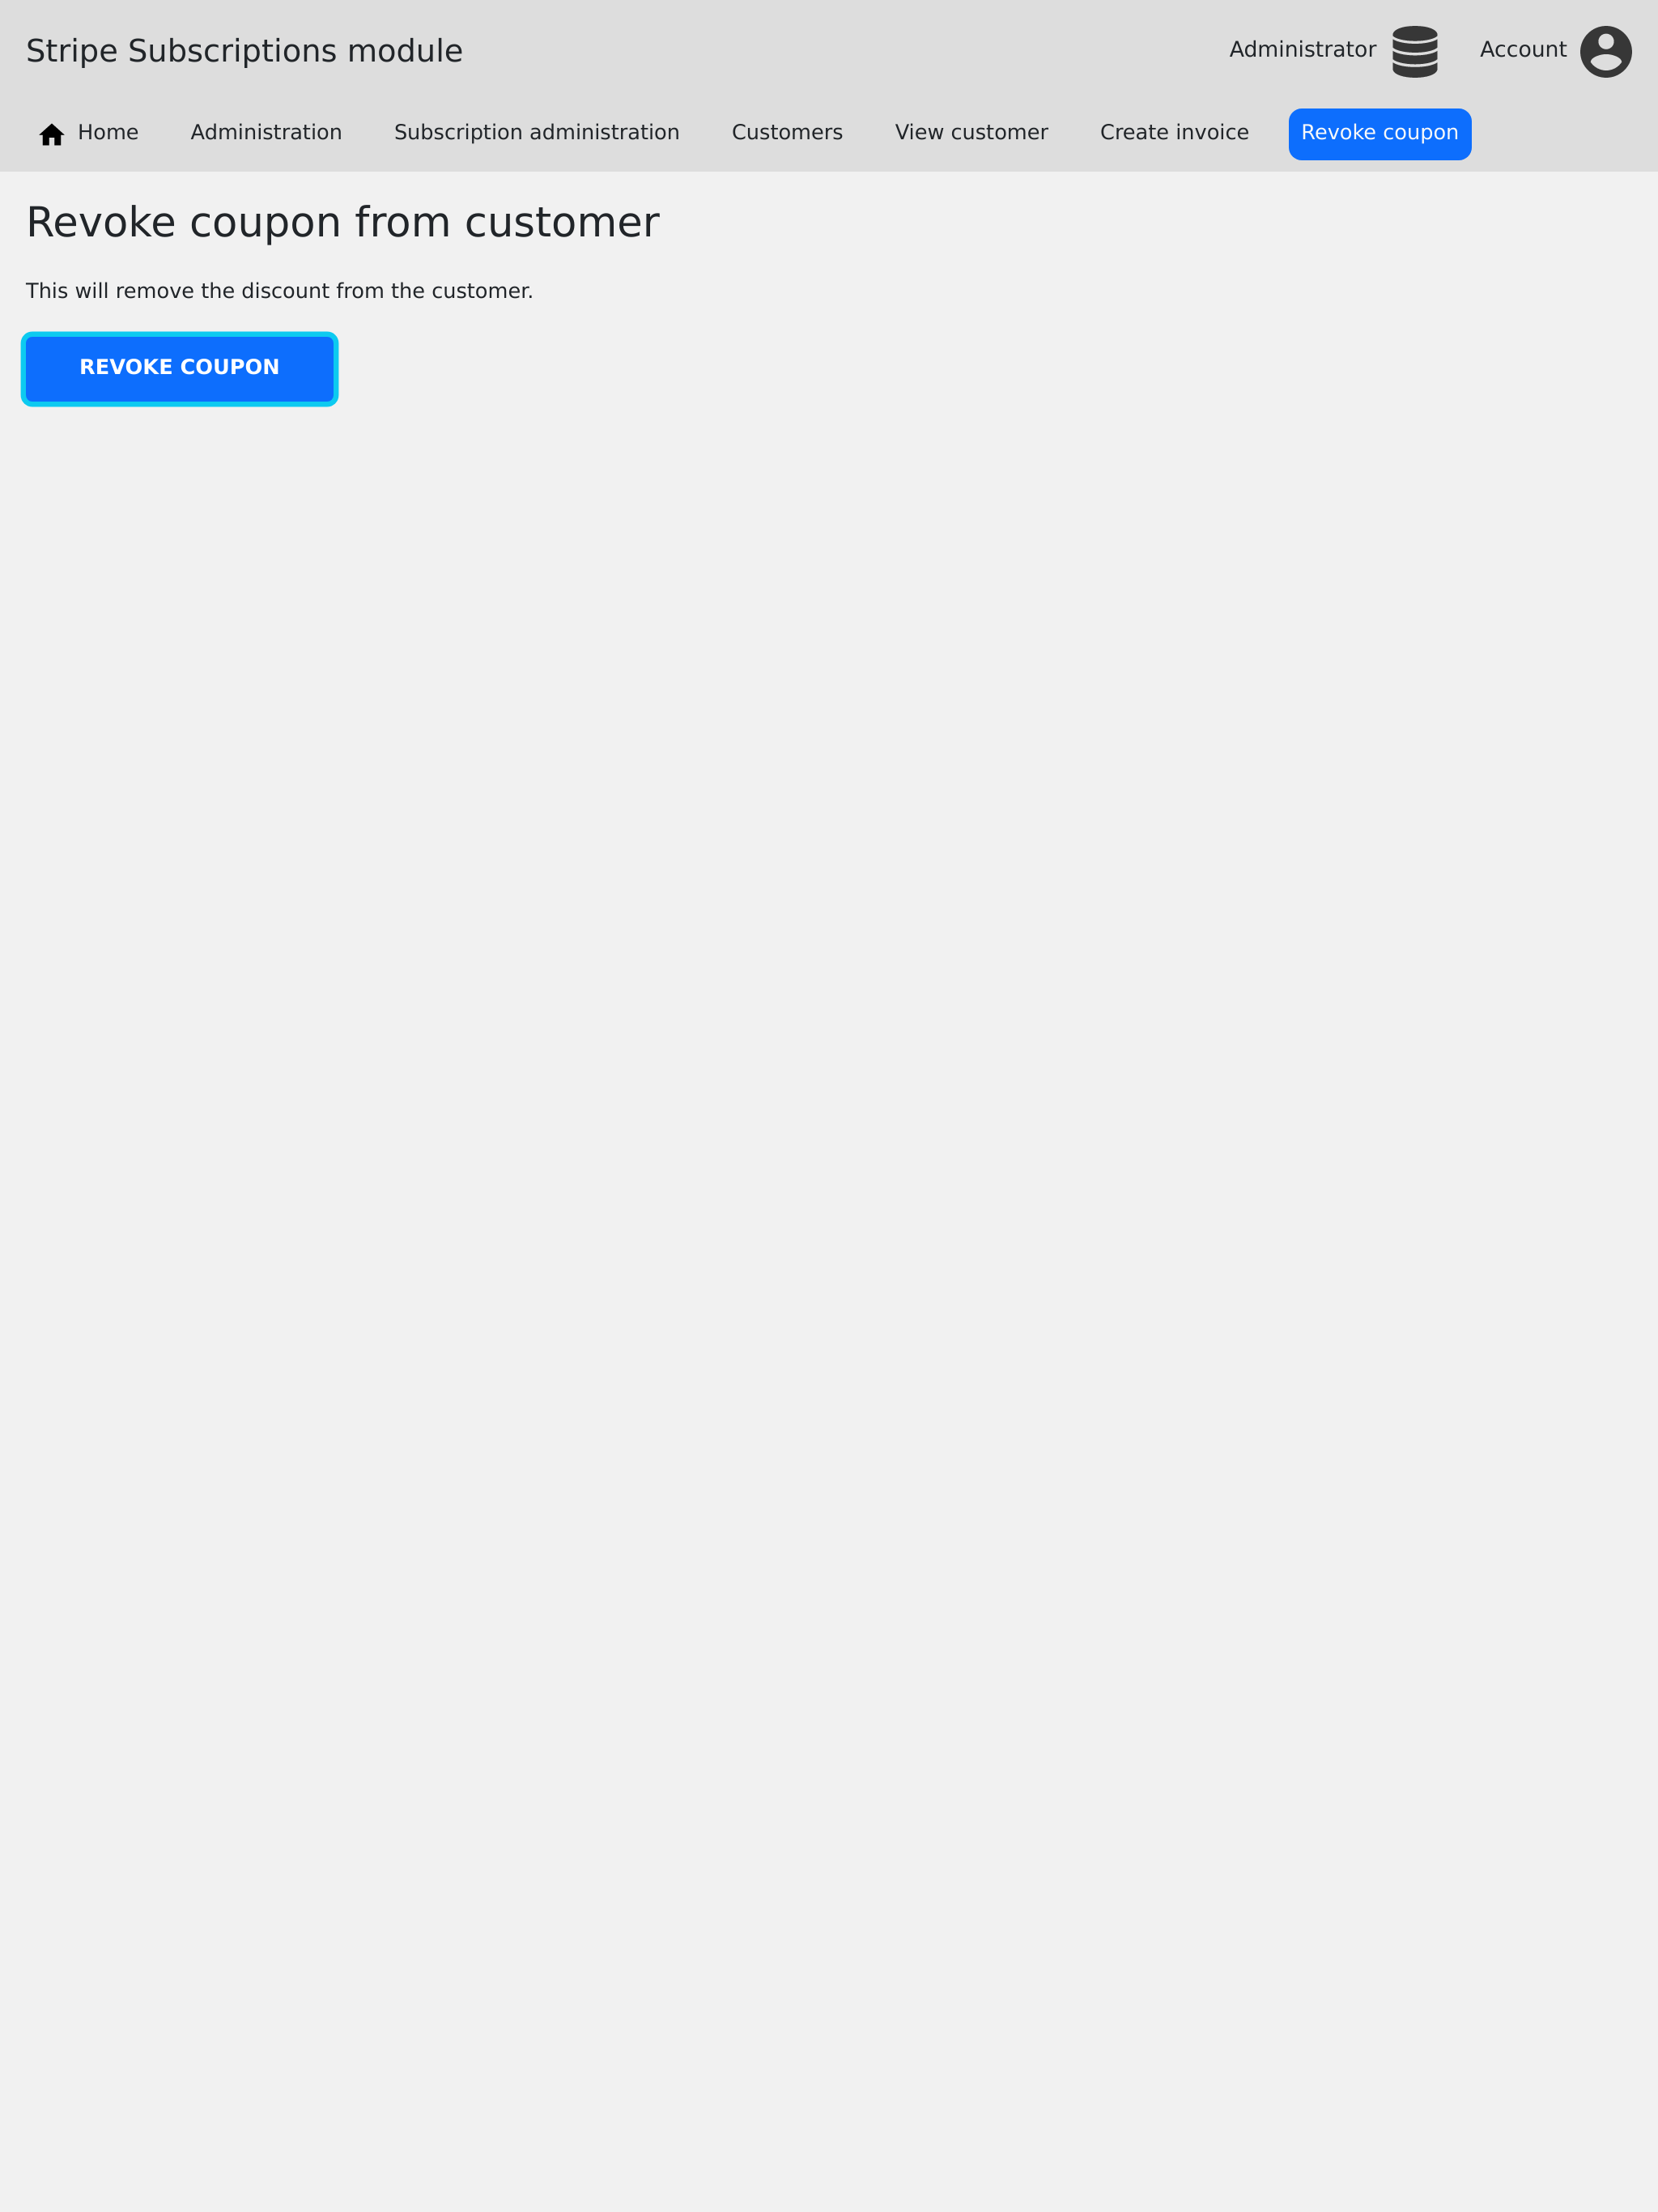 Stripe Subscriptions module
Administrator
Account
Home
Administration
Subscription administration
Customers
View customer
Create invoice
Revoke coupon
Revoke coupon from customer
This will remove the discount from the customer.
REVOKE COUPON